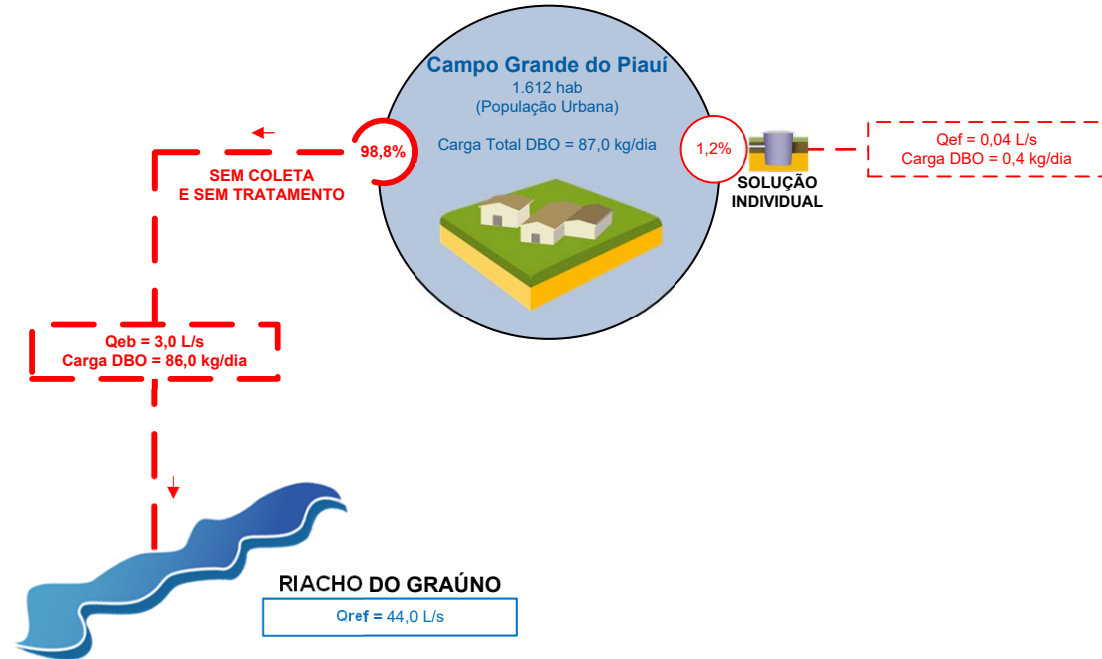 Campo Grande do Piauí
1.612 hab
(População Urbana)
Carga Total DBO = 87,0 kg/dia
98,8%
SEM COLETA
E SEM TRATAMENTO
1,2%
SOLUÇÃO
INDIVIDUAL
Qef = 0,04 L/s
Carga DBO = 0,4 kg/dia
Qeb = 3,0 L/s
Carga DBO = 86,0 kg/dia
RIACHO DO GRAÚNO
Qref = 44,0 L/s